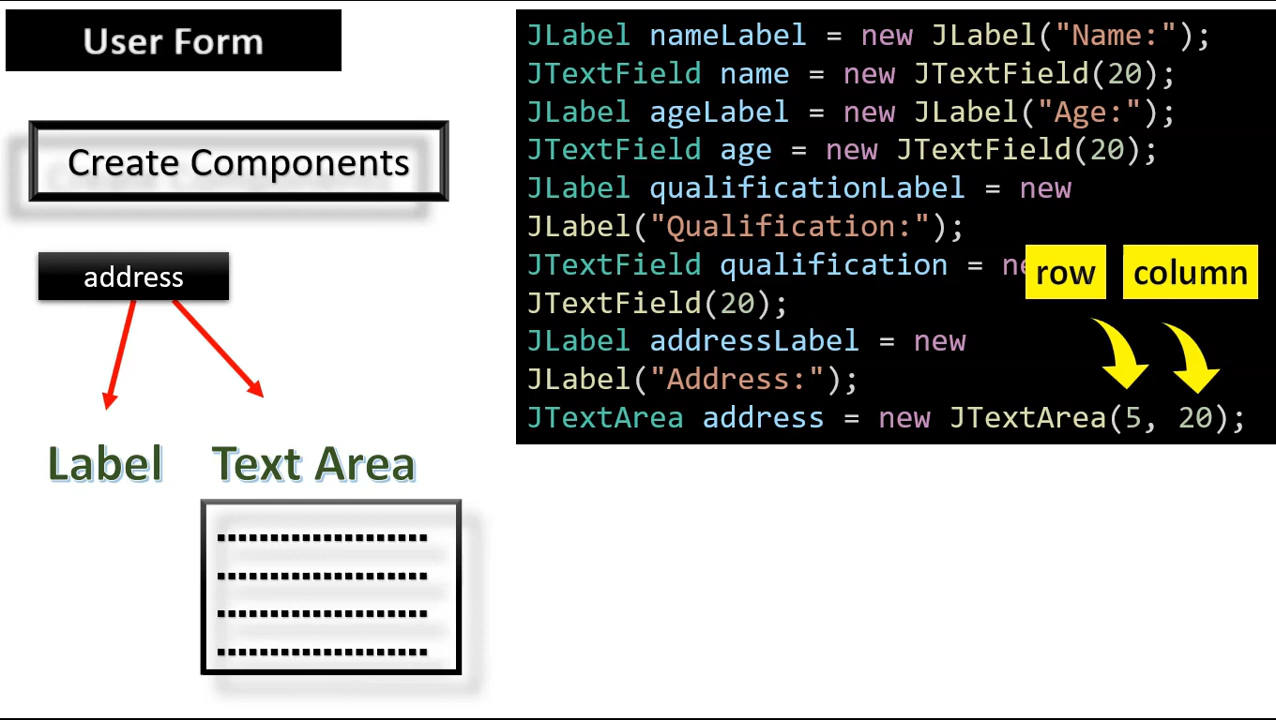 User Form
Create Components
address
Label
Text Area
JLabel nameLabel = new JLabel("Name:");
JTextField name = new JTextField(20);
JLabel ageLabel = new JLabel("Age:");
JTextField age = new JTextField(20);
JLabel qualificationLabel = new
JLabel("Qualification:");
JTextField qualification =
JTextField(20);
JLabel addressLabel = new
JLabel("Address:");
JTextArea address = new JTextArea(5, 20);
row
column